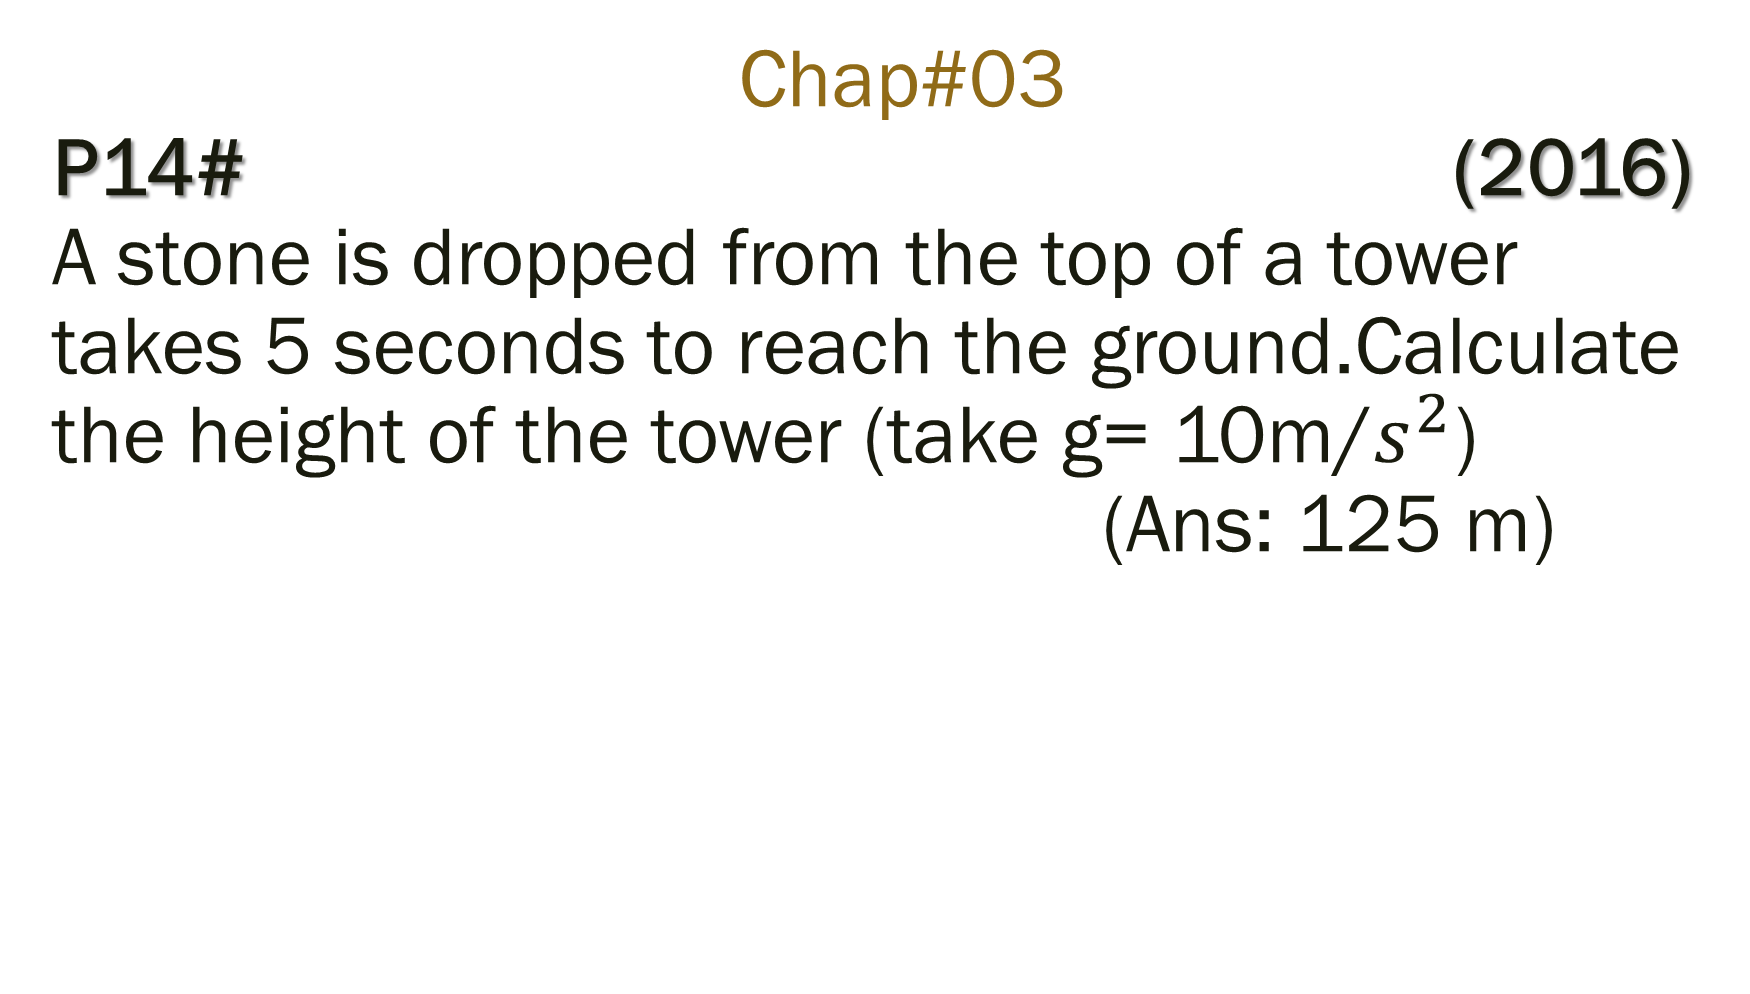 Chap#03
P14# (2016)
A stone is dropped from the top of a tower
takes 5 seconds to reach the ground.Calculate
the height of the tower (take g= 10m/s²)
(Ans: 125 m)